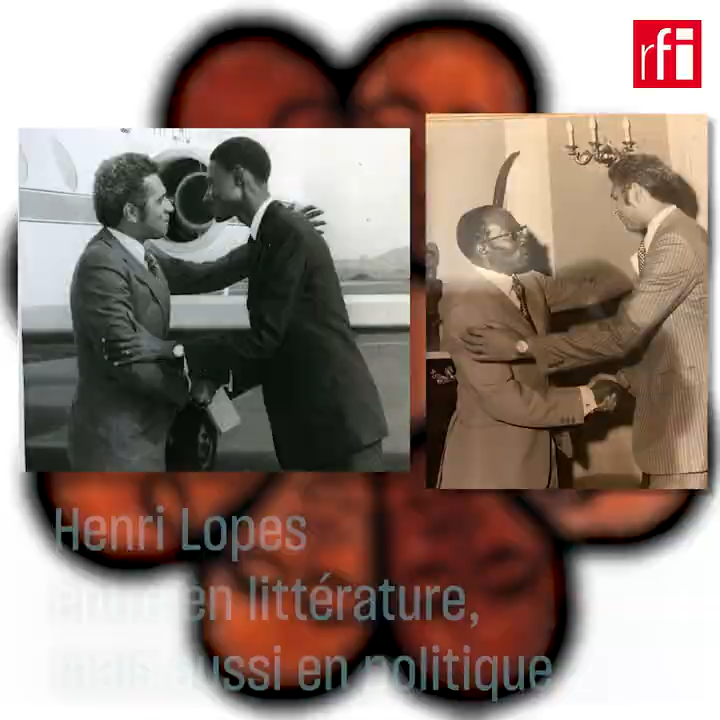 rfi
Henri Lopes
en littérature,
aussi en politique